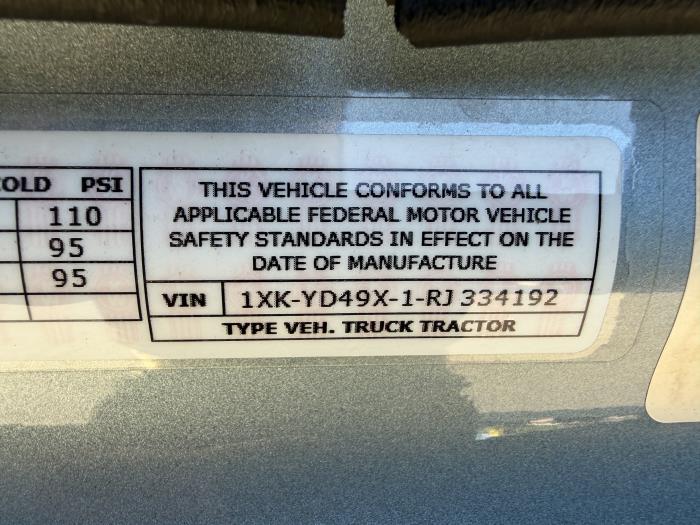 COLD PSI
110
95
95
THIS VEHICLE CONFORMS TO ALL
APPLICABLE FEDERAL MOTOR VEHICLE
SAFETY STANDARDS IN EFFECT ON THE
DATE OF MANUFACTURE
VIN 1XK-YD49X-1-RJ 334192
TYPE VEH. TRUCK TRACTOR